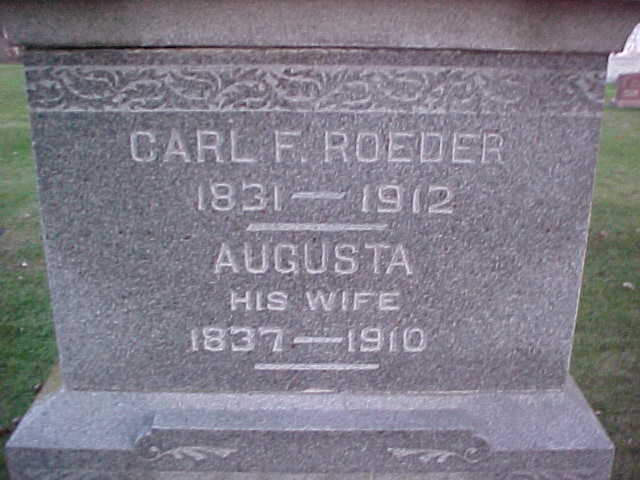 CARL F. ROEDER
1831 — 1912
AUGUSTA
HIS WIFE
1837 — 1910